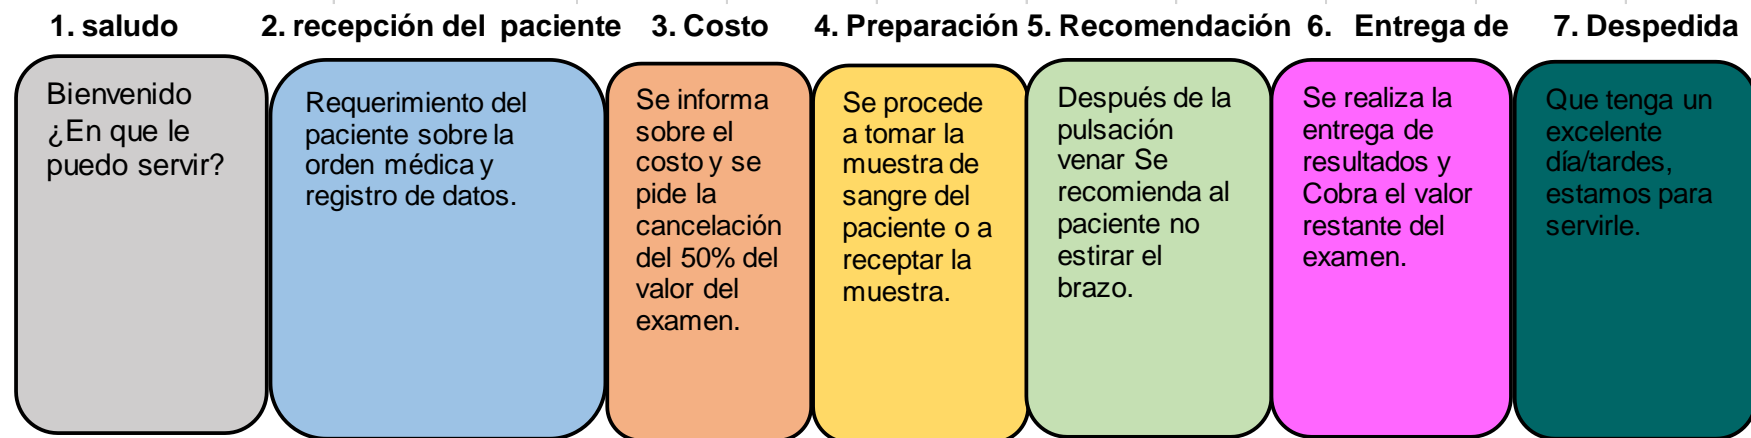 1. saludo
2. recepción del paciente
3. Costo
4. Preparación
5. Recomendación
6. Entrega de
7. Despedida
Bienvenido
¿En que le
puedo servir?
Requerimiento del
paciente sobre la
orden médica y
registro de datos.
Se informa
sobre el
costo y se
pide la
cancelación
del 50% del
valor del
examen.
Se procede
a tomar la
muestra de
sangre del
paciente o a
receptar la
muestra.
Después de la
pulsación
venar Se
recomienda al
paciente no
estirar el
brazo.
Se realiza la
entrega de
resultados y
Cobra el valor
restante del
examen.
Que tenga un
excelente
día/tardes,
estamos para
servirle.